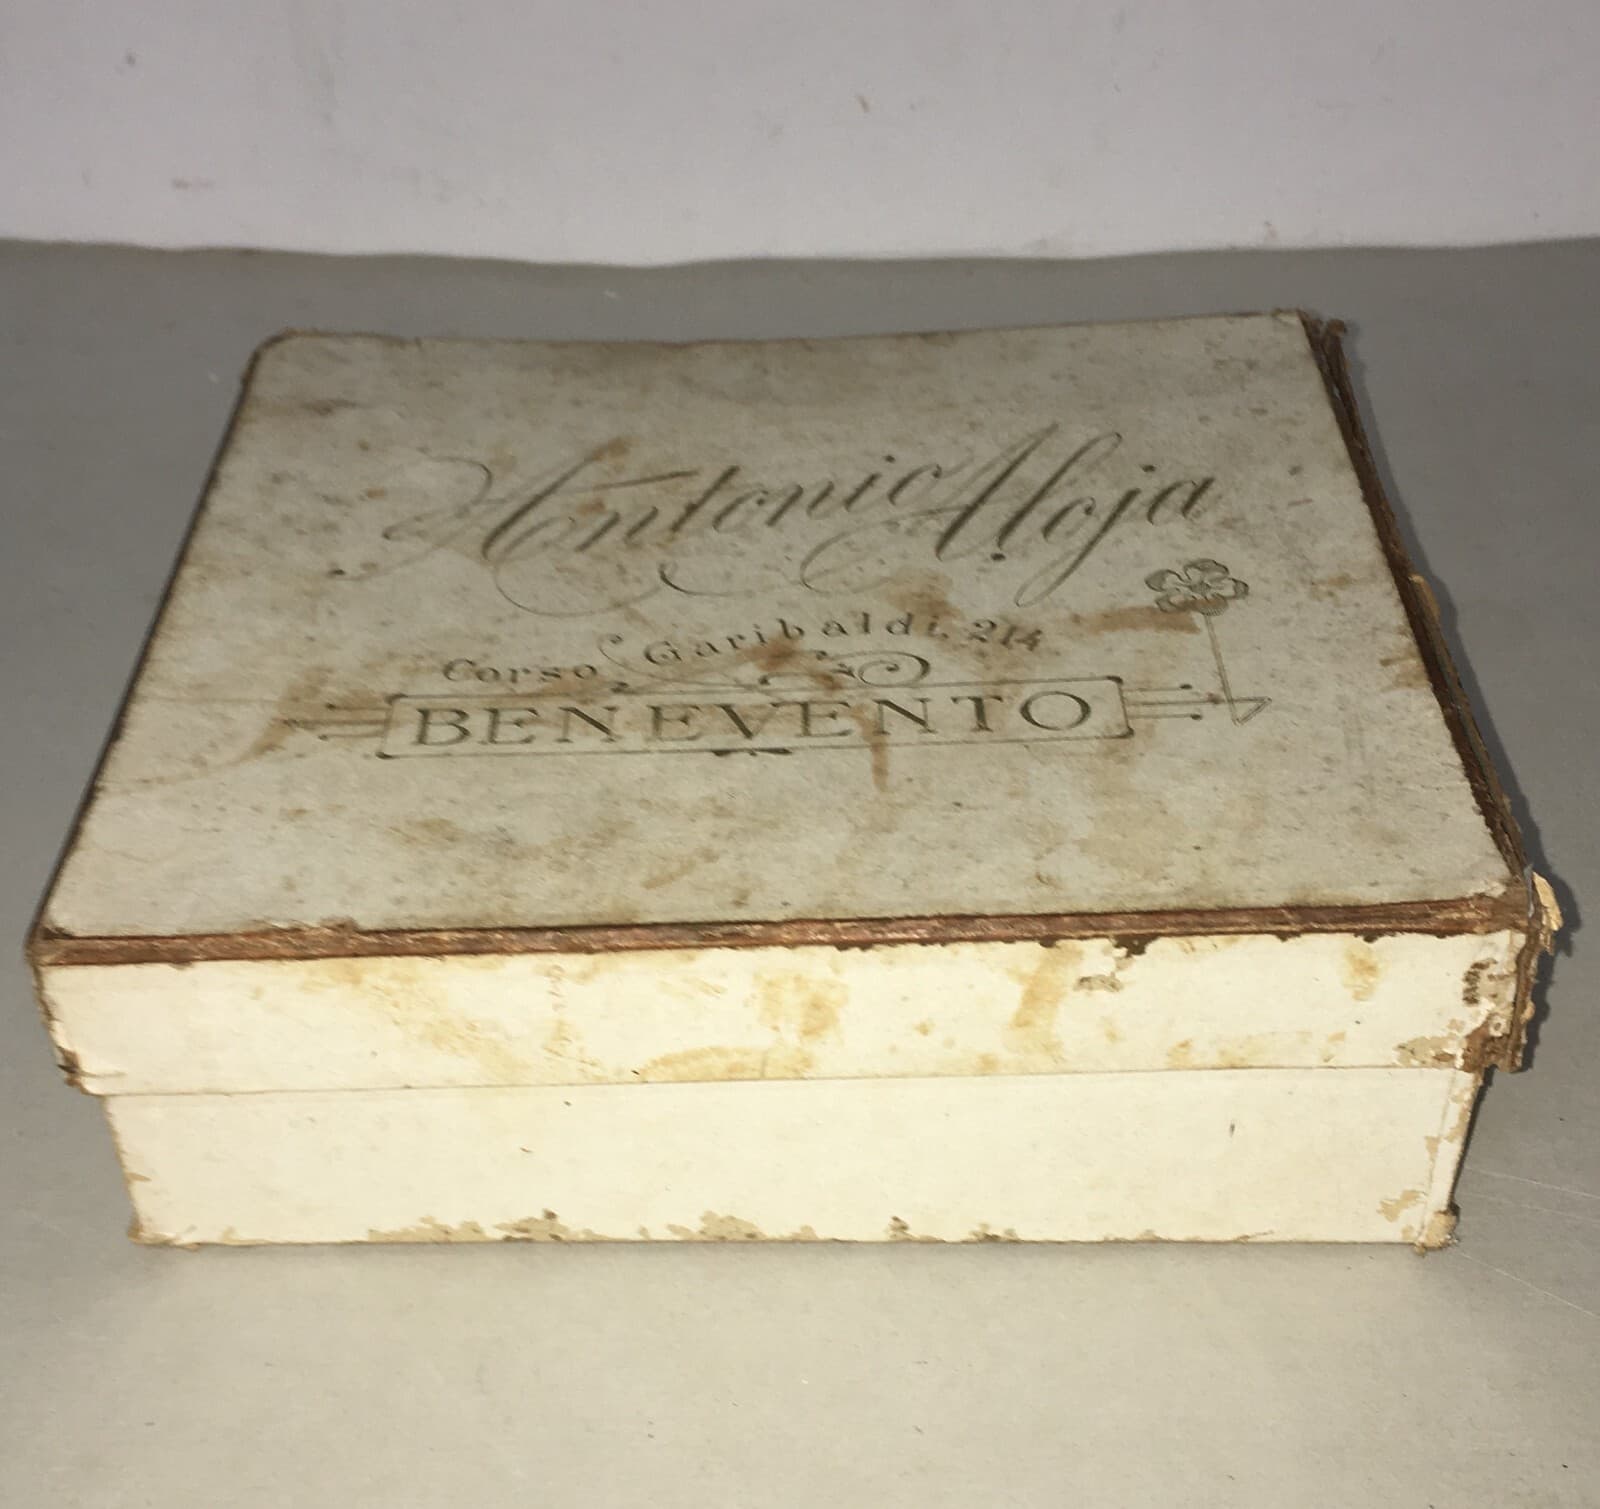 Antonio Aloja
Corso Garibaldi, 214
BENEVENTO